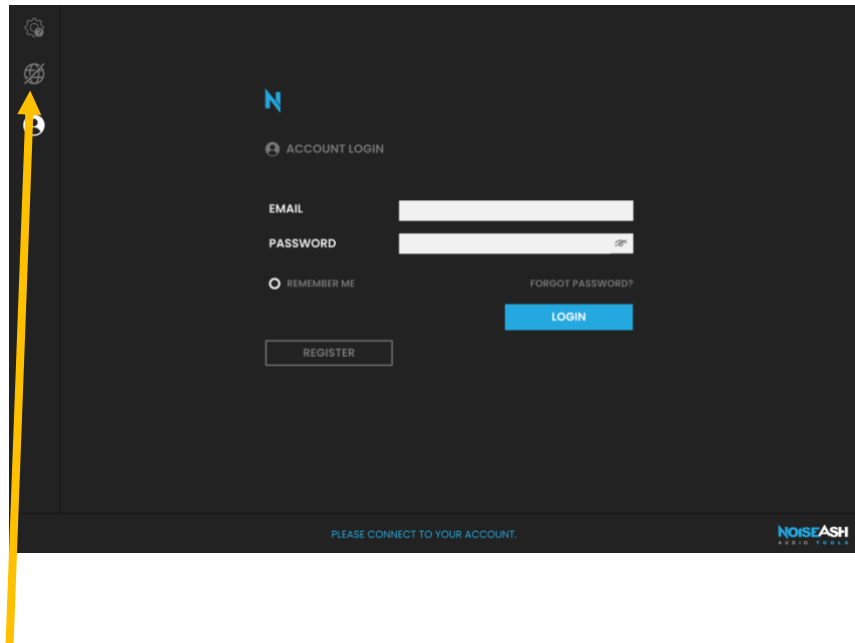 N
ACCOUNT LOGIN
EMAIL
PASSWORD
REMEMBER ME
FORGOT PASSWORD?
LOGIN
REGISTER
PLEASE CONNECT TO YOUR ACCOUNT.
NOISEASH
AUDIO TOOLS